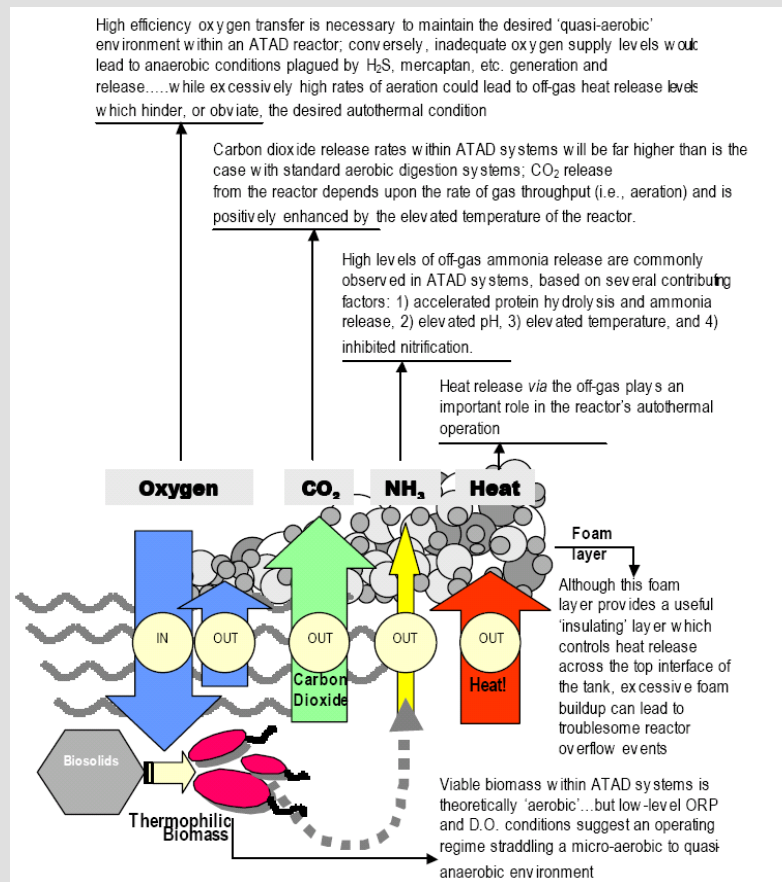 High efficiency oxygen transfer is necessary to maintain the desired 'quasi-aerobic'
environment within an ATAD reactor; conversely, inadequate oxygen supply levels would
lead to anaerobic conditions plagued by H₂S, mercaptan, etc. generation and
release.....while excessively high rates of aeration could lead to off-gas heat release levels
which hinder, or obviate, the desired autothermal condition
Carbon dioxide release rates within ATAD systems will be far higher than is the
case with standard aerobic digestion systems; CO₂ release
from the reactor depends upon the rate of gas throughput (i.e., aeration) and is
positively enhanced by the elevated temperature of the reactor.
High levels of off-gas ammonia release are commonly
observed in ATAD systems, based on several contributing
factors: 1) accelerated protein hydrolysis and ammonia
release, 2) elevated pH, 3) elevated temperature, and 4)
inhibited nitrification.
Heat release via the off-gas plays an
important role in the reactor's autothermal
operation
Oxygen
CO₂
NH₃
Heat
Foam
layer
Although this foam
layer provides a useful
'insulating' layer which
controls heat release
across the top interface of
the tank, excessive foam
buildup can lead to
troublesome reactor
overflow events
IN
OUT
OUT
OUT
OUT
Carbon
Dioxide
Heat!
Biosolids
Thermophilic
Biomass
Viable biomass within ATAD systems is
theoretically 'aerobic'...but low-level ORP
and D.O. conditions suggest an operating
regime straddling a micro-aerobic to quasi-
anaerobic environment